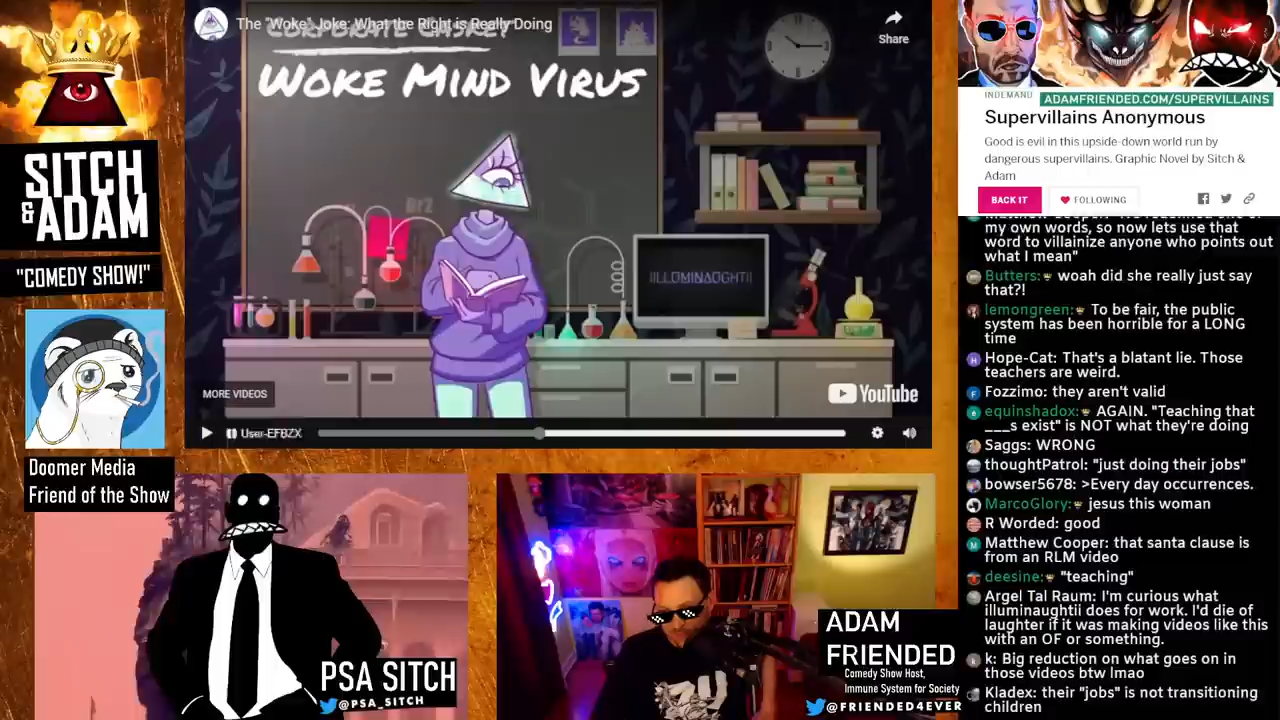 The "Woke" Joke: What the Right is Really Doing
CORPORATE CASKET
WOKE MIND VIRUS
Share
ILLUMINAUGHTII
MORE VIDEOS
YouTube
User-EFBZX
SITCH
& ADAM
"COMEDY SHOW!"
Doomer Media
Friend of the Show
PSA SITCH
@PSA_SITCH
ADAM
FRIENDED
Comedy Show Host,
Immune System for Society
@FRIENDED4EVER
INDEMAND
ADAMFRIENDED.COM/SUPERVILLAINS
Supervillains Anonymous
Good is evil in this upside-down world run by
dangerous supervillains. Graphic Novel by Sitch &
Adam
BACK IT
FOLLOWING
my own words, so now lets use that
word to villainize anyone who points out
what I mean"
Butters: woah did she really just say
that?!
lemongreen: To be fair, the public
system has been horrible for a LONG
time
Hope-Cat: That's a blatant lie. Those
teachers are weird.
Fozzimo: they aren't valid
equinshadox: AGAIN. "Teaching that
___s exist" is NOT what they're doing
Saggs: WRONG
thoughtPatrol: "just doing their jobs"
bowser5678: >Every day occurrences.
MarcoGlory: jesus this woman
R Worded: good
Matthew Cooper: that santa clause is
from an RLM video
deesine: "teaching"
Argel Tal Raum: I'm curious what
illuminaughtii does for work. I'd die of
laughter if it was making videos like this
with an OF or something.
k: Big reduction on what goes on in
those videos btw lmao
Kladex: their "jobs" is not transitioning
children